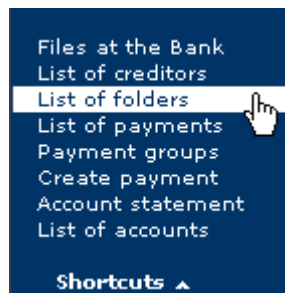 Files at the Bank
List of creditors
List of folders
List of payments
Payment groups
Create payment
Account statement
List of accounts
Shortcuts ▲